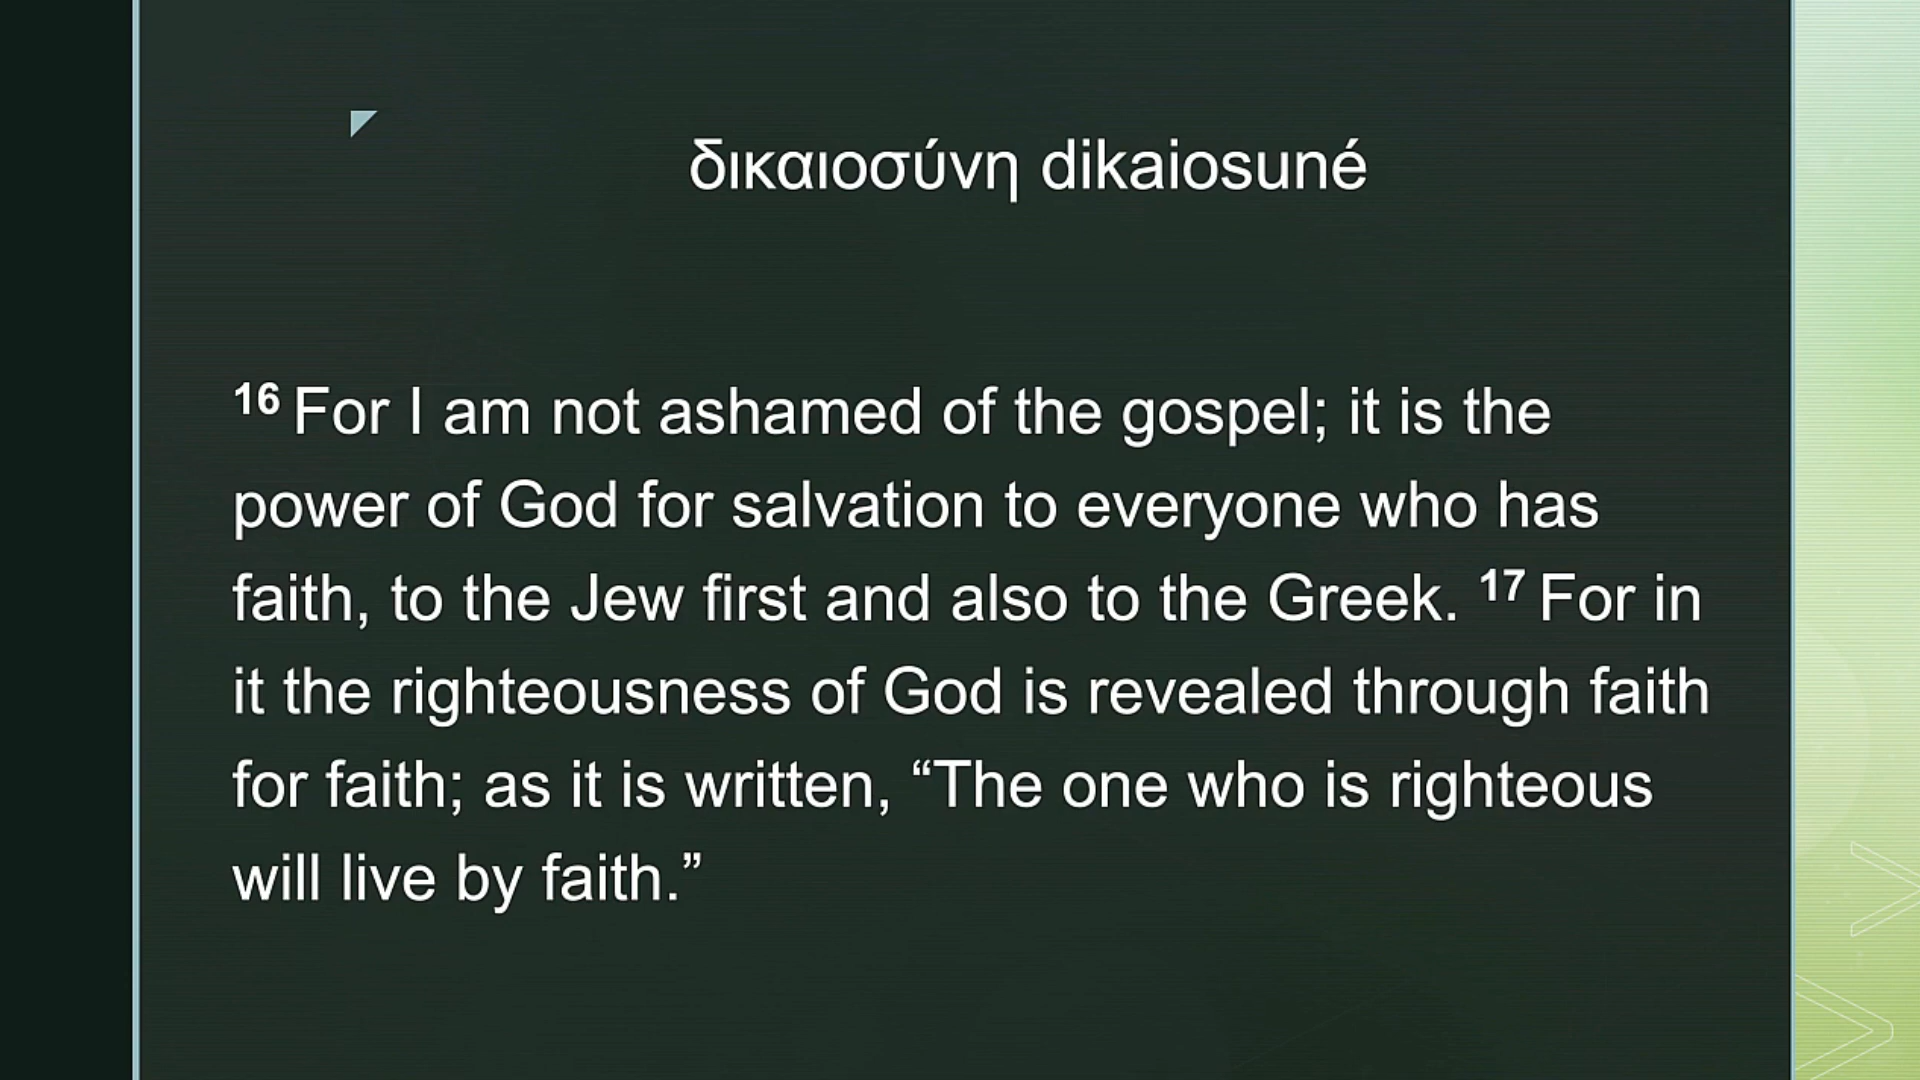 δικαιοσύνη dikaiosuné
16 For I am not ashamed of the gospel; it is the
power of God for salvation to everyone who has
faith, to the Jew first and also to the Greek. 17 For in
it the righteousness of God is revealed through faith
for faith; as it is written, “The one who is righteous
will live by faith.”